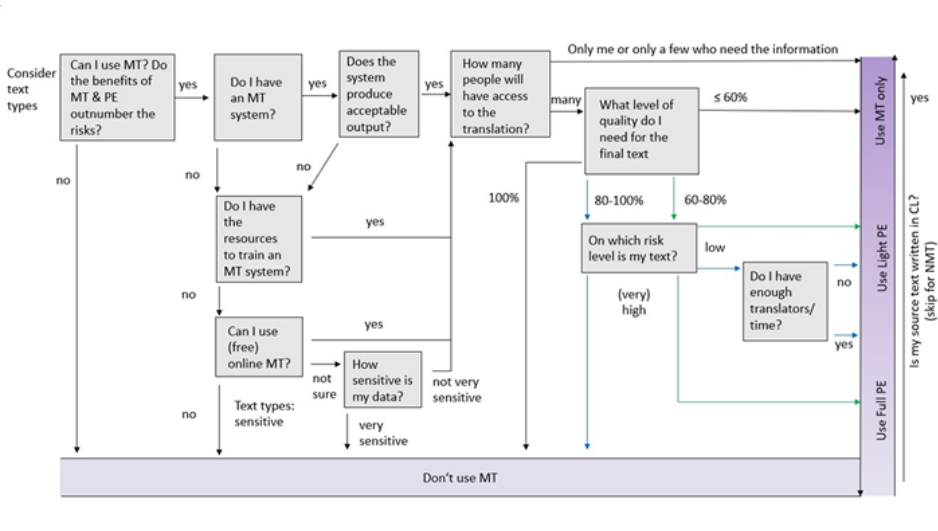 Consider
text
types
Can I use MT? Do
the benefits of
MT & PE
outnumber the
risks?
yes
Do I have
an MT
system?
yes
Does the
system
produce
acceptable
output?
yes
How many
people will
have access
to the
translation?
Only me or only a few who need the information
many
What level of
quality do I
need for the
final text
≤ 60%
no
no
no
Do I have
the
resources
to train an
MT system?
yes
100%
80-100%
60-80%
On which risk
level is my text?
low
(very)
high
Do I have
enough
translators/
time?
no
yes
no
Can I use
(free)
online MT?
yes
not
sure
How
sensitive is
my data?
not very
sensitive
no
Text types:
sensitive
very
sensitive
Don't use MT
Use MT only
Use Light PE
Use Full PE
yes
Is my source text written in CL?
(skip for NMT)